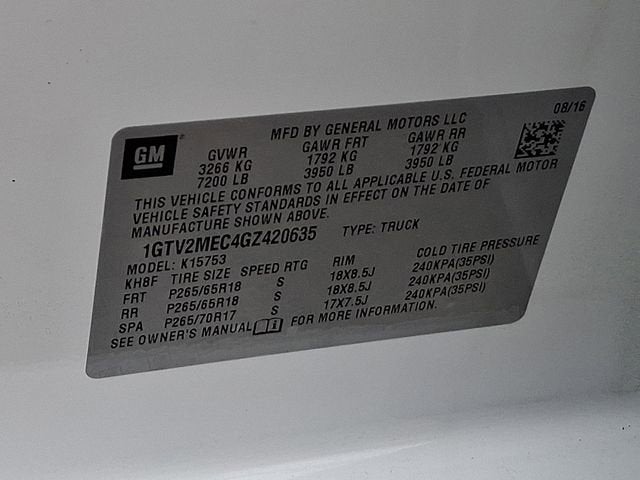 08/16
MFD BY GENERAL MOTORS LLC
GM
GVWR GAWR FRT GAWR RR
3266 KG 1792 KG 1792 KG
7200 LB 3950 LB 3950 LB
THIS VEHICLE CONFORMS TO ALL APPLICABLE U.S. FEDERAL MOTOR
VEHICLE SAFETY STANDARDS IN EFFECT ON THE DATE OF
MANUFACTURE SHOWN ABOVE.
1GTV2MEC4GZ420635 TYPE: TRUCK
MODEL: K15753
KH8F TIRE SIZE SPEED RTG RIM COLD TIRE PRESSURE
FRT P265/65R18 S 18X8.5J 240KPA(35PSI)
RR P265/65R18 S 18X8.5J 240KPA(35PSI)
SPA P265/70R17 S 17X7.5J 240KPA(35PSI)
SEE OWNER'S MANUAL FOR MORE INFORMATION.